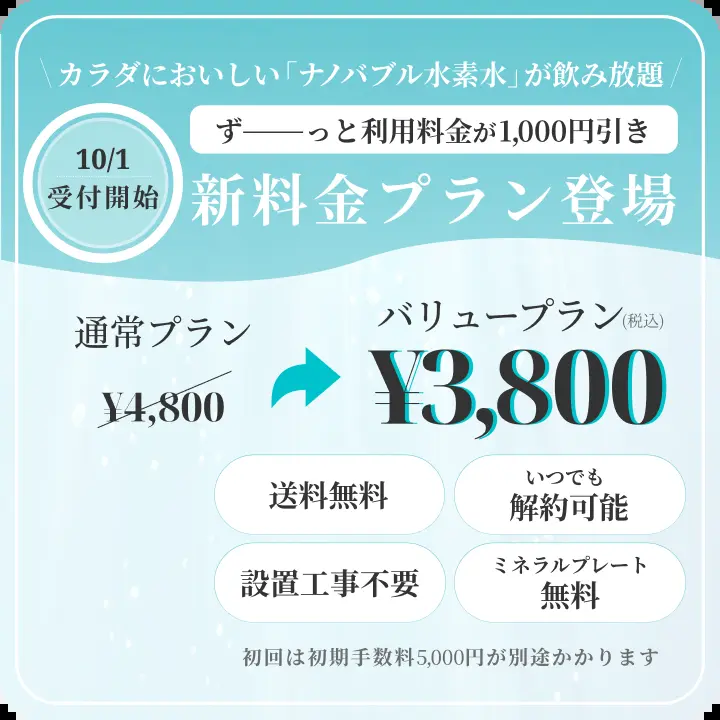 カラダにおいしい「ナノバブル水素水」が飲み放題
ず━━っと利用料金が1,000円引き
10/1
受付開始
新料金プラン登場
通常プラン
¥4,800
バリュープラン(税込)
¥3,800
送料無料
いつでも
解約可能
設置工事不要
ミネラルプレート
無料
初回は初期手数料5,000円が別途かかります